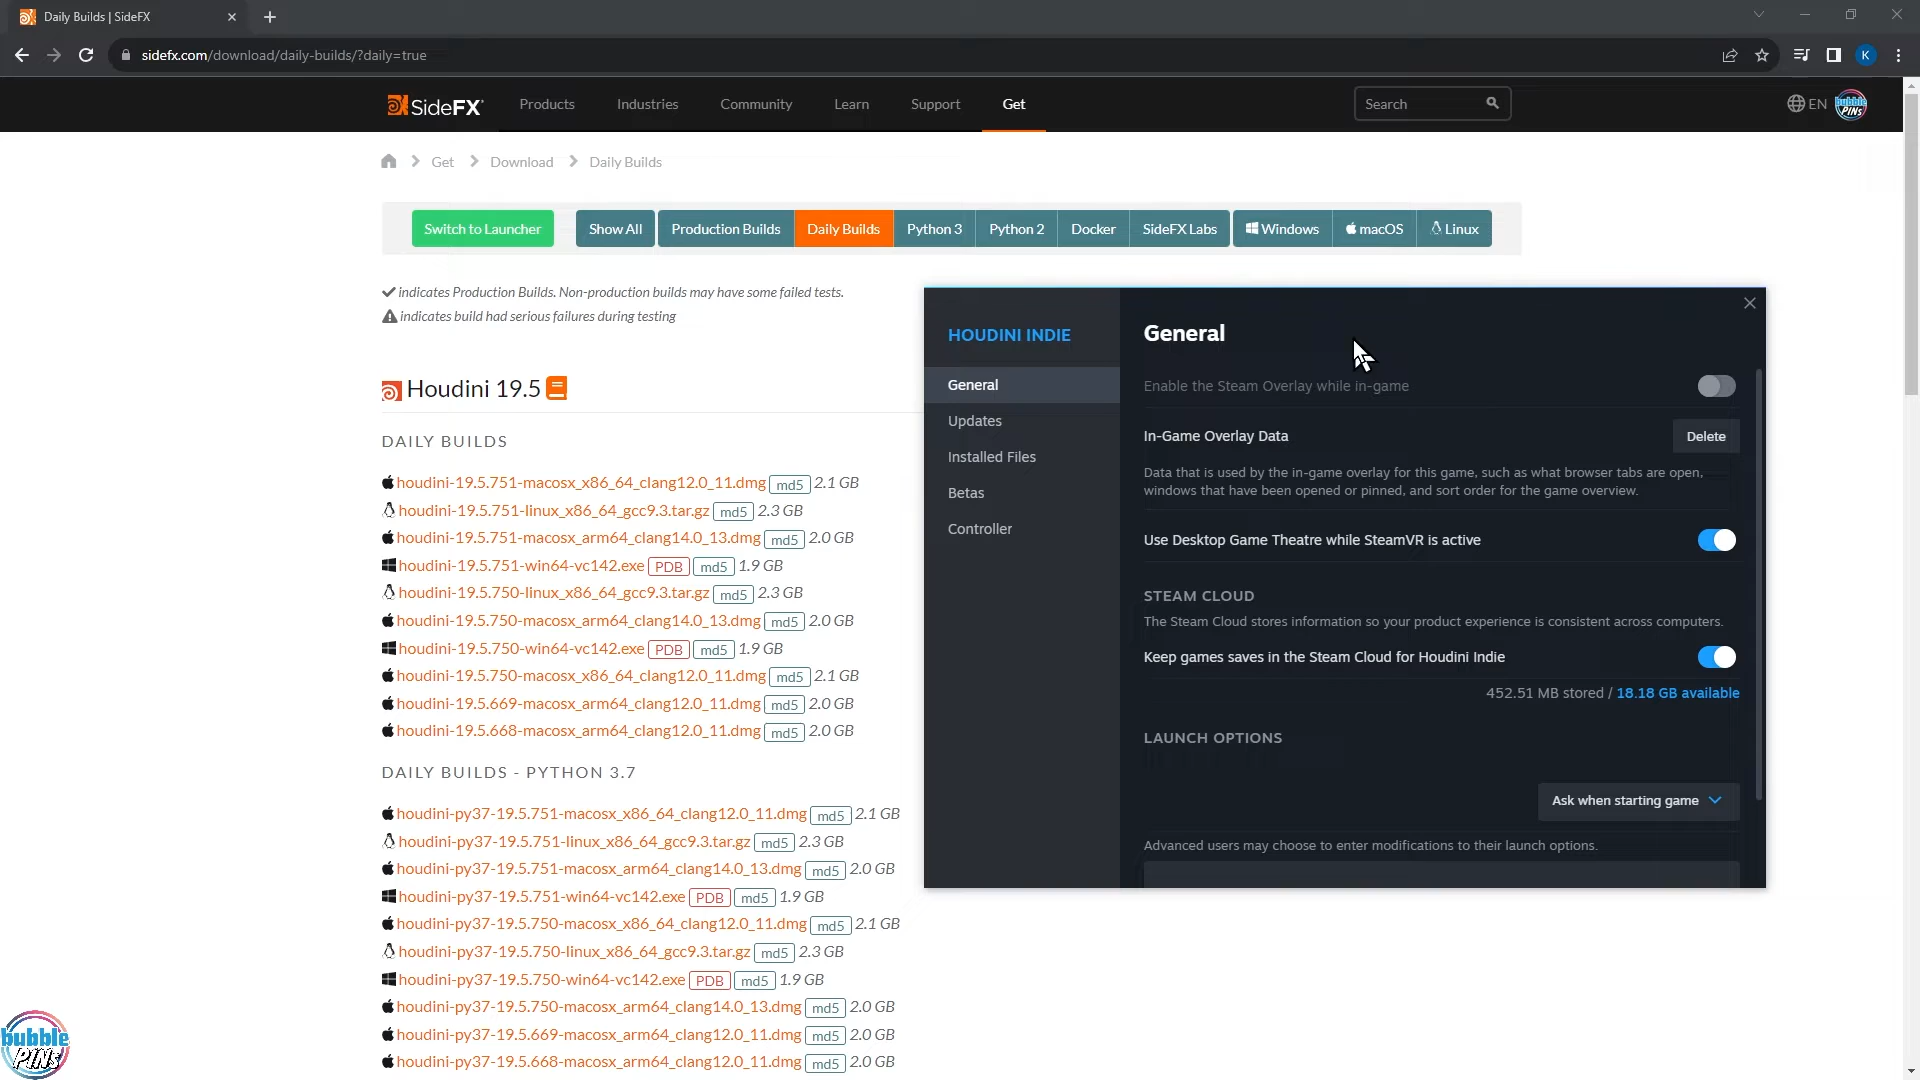 Daily Builds | SideFX
sidefx.com/download/daily-builds/?daily=true
K
SideFX
Products
Industries
Community
Learn
Support
Get
Search
EN
bubble
PINS
Get
Download
Daily Builds
Switch to Launcher
Show All
Production Builds
Daily Builds
Python 3
Python 2
Docker
SideFX Labs
Windows
macOS
Linux
indicates Production Builds. Non-production builds may have some failed tests.
indicates build had serious failures during testing
Houdini 19.5
DAILY BUILDS
houdini-19.5.751-macosx_x86_64_clang12.0_11.dmg md5 2.1 GB
houdini-19.5.751-linux_x86_64_gcc9.3.tar.gz md5 2.3 GB
houdini-19.5.751-macosx_arm64_clang14.0_13.dmg md5 2.0 GB
houdini-19.5.751-win64-vc142.exe PDB md5 1.9 GB
houdini-19.5.750-linux_x86_64_gcc9.3.tar.gz md5 2.3 GB
houdini-19.5.750-macosx_arm64_clang14.0_13.dmg md5 2.0 GB
houdini-19.5.750-win64-vc142.exe PDB md5 1.9 GB
houdini-19.5.750-macosx_x86_64_clang12.0_11.dmg md5 2.1 GB
houdini-19.5.669-macosx_arm64_clang12.0_11.dmg md5 2.0 GB
houdini-19.5.668-macosx_arm64_clang12.0_11.dmg md5 2.0 GB
DAILY BUILDS - PYTHON 3.7
houdini-py37-19.5.751-macosx_x86_64_clang12.0_11.dmg md5 2.1 GB
houdini-py37-19.5.751-linux_x86_64_gcc9.3.tar.gz md5 2.3 GB
houdini-py37-19.5.751-macosx_arm64_clang14.0_13.dmg md5 2.0 GB
houdini-py37-19.5.751-win64-vc142.exe PDB md5 1.9 GB
houdini-py37-19.5.750-macosx_x86_64_clang12.0_11.dmg md5 2.1 GB
houdini-py37-19.5.750-linux_x86_64_gcc9.3.tar.gz md5 2.3 GB
houdini-py37-19.5.750-win64-vc142.exe PDB md5 1.9 GB
houdini-py37-19.5.750-macosx_arm64_clang14.0_13.dmg md5 2.0 GB
houdini-py37-19.5.669-macosx_arm64_clang12.0_11.dmg md5 2.0 GB
houdini-py37-19.5.668-macosx_arm64_clang12.0_11.dmg md5 2.0 GB
HOUDINI INDIE
General
Updates
Installed Files
Betas
Controller
General
Enable the Steam Overlay while in-game
In-Game Overlay Data
Delete
Data that is used by the in-game overlay for this game, such as what browser tabs are open,
windows that have been opened or pinned, and sort order for the game overview.
Use Desktop Game Theatre while SteamVR is active
STEAM CLOUD
The Steam Cloud stores information so your product experience is consistent across computers.
Keep games saves in the Steam Cloud for Houdini Indie
452.51 MB stored / 18.18 GB available
LAUNCH OPTIONS
Ask when starting game
Advanced users may choose to enter modifications to their launch options.
bubble
PINS